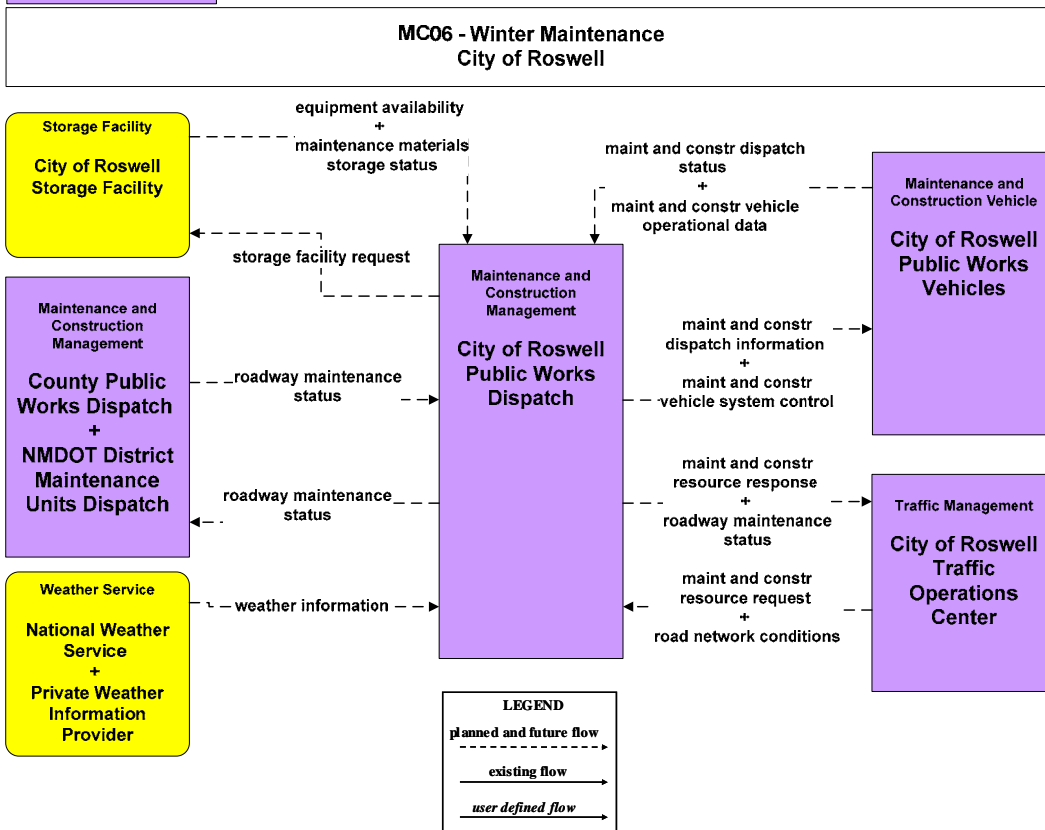 MC06 - Winter Maintenance
City of Roswell
Storage Facility
City of Roswell
Storage Facility
equipment availability
+
maintenance materials
storage status
storage facility request
maint and constr dispatch
status
+
maint and constr vehicle
operational data
Maintenance and
Construction Vehicle
City of Roswell
Public Works
Vehicles
Maintenance and
Construction
Management
County Public
Works Dispatch
+
NMDOT District
Maintenance
Units Dispatch
roadway maintenance
status
roadway maintenance
status
Maintenance and
Construction
Management
City of Roswell
Public Works
Dispatch
maint and constr
dispatch information
+
maint and constr
vehicle system control
maint and constr
resource response
+
roadway maintenance
status
maint and constr
resource request
+
road network conditions
Traffic Management
City of Roswell
Traffic
Operations
Center
Weather Service
National Weather
Service
+
Private Weather
Information
Provider
weather information
LEGEND
planned and future flow
existing flow
user defined flow